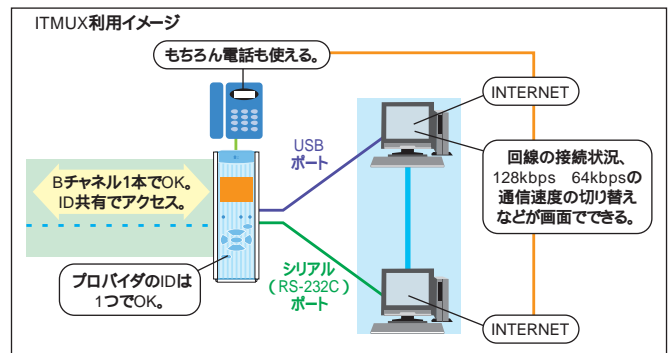 ITMUX利用イメージ
もちろん電話も使える。
INTERNET
USB
ポート
回線の接続状況、
128kbps 64kbpsの
通信速度の切り替え
などが画面でできる。
Bチャネル1本でOK。
ID共有でアクセス。
プロバイダのIDは
1つでOK。
シリアル
（RS-232C）
ポート
INTERNET